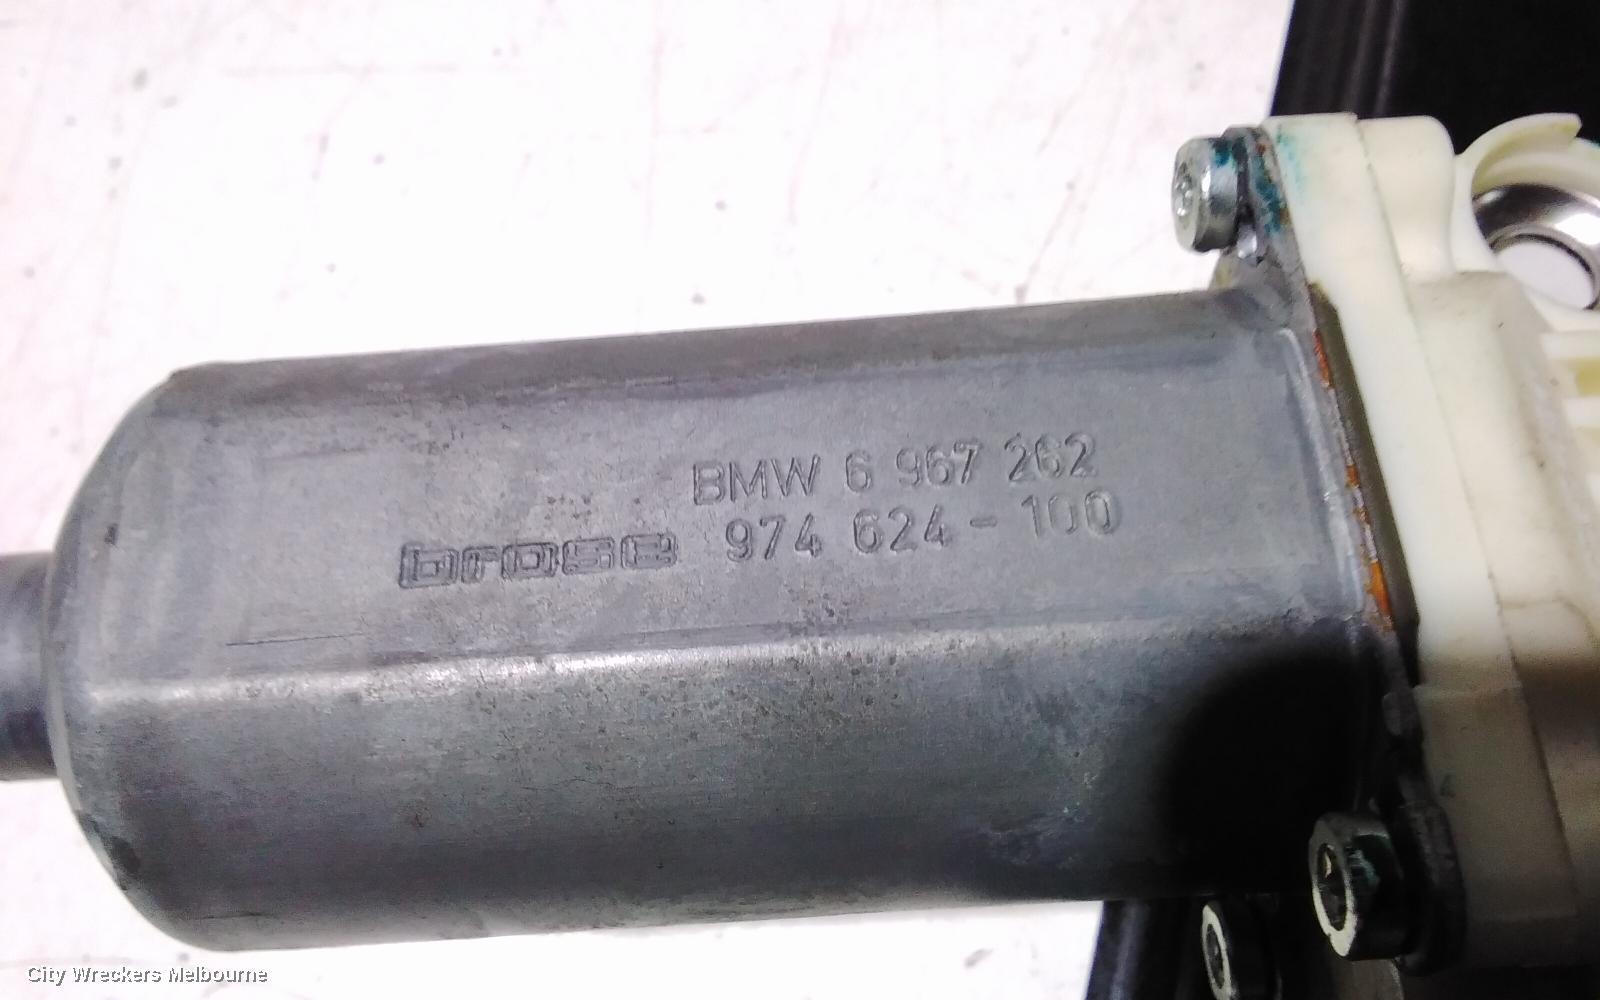 BMW 6 967 262
brose 974 624-100
City Wreckers Melbourne